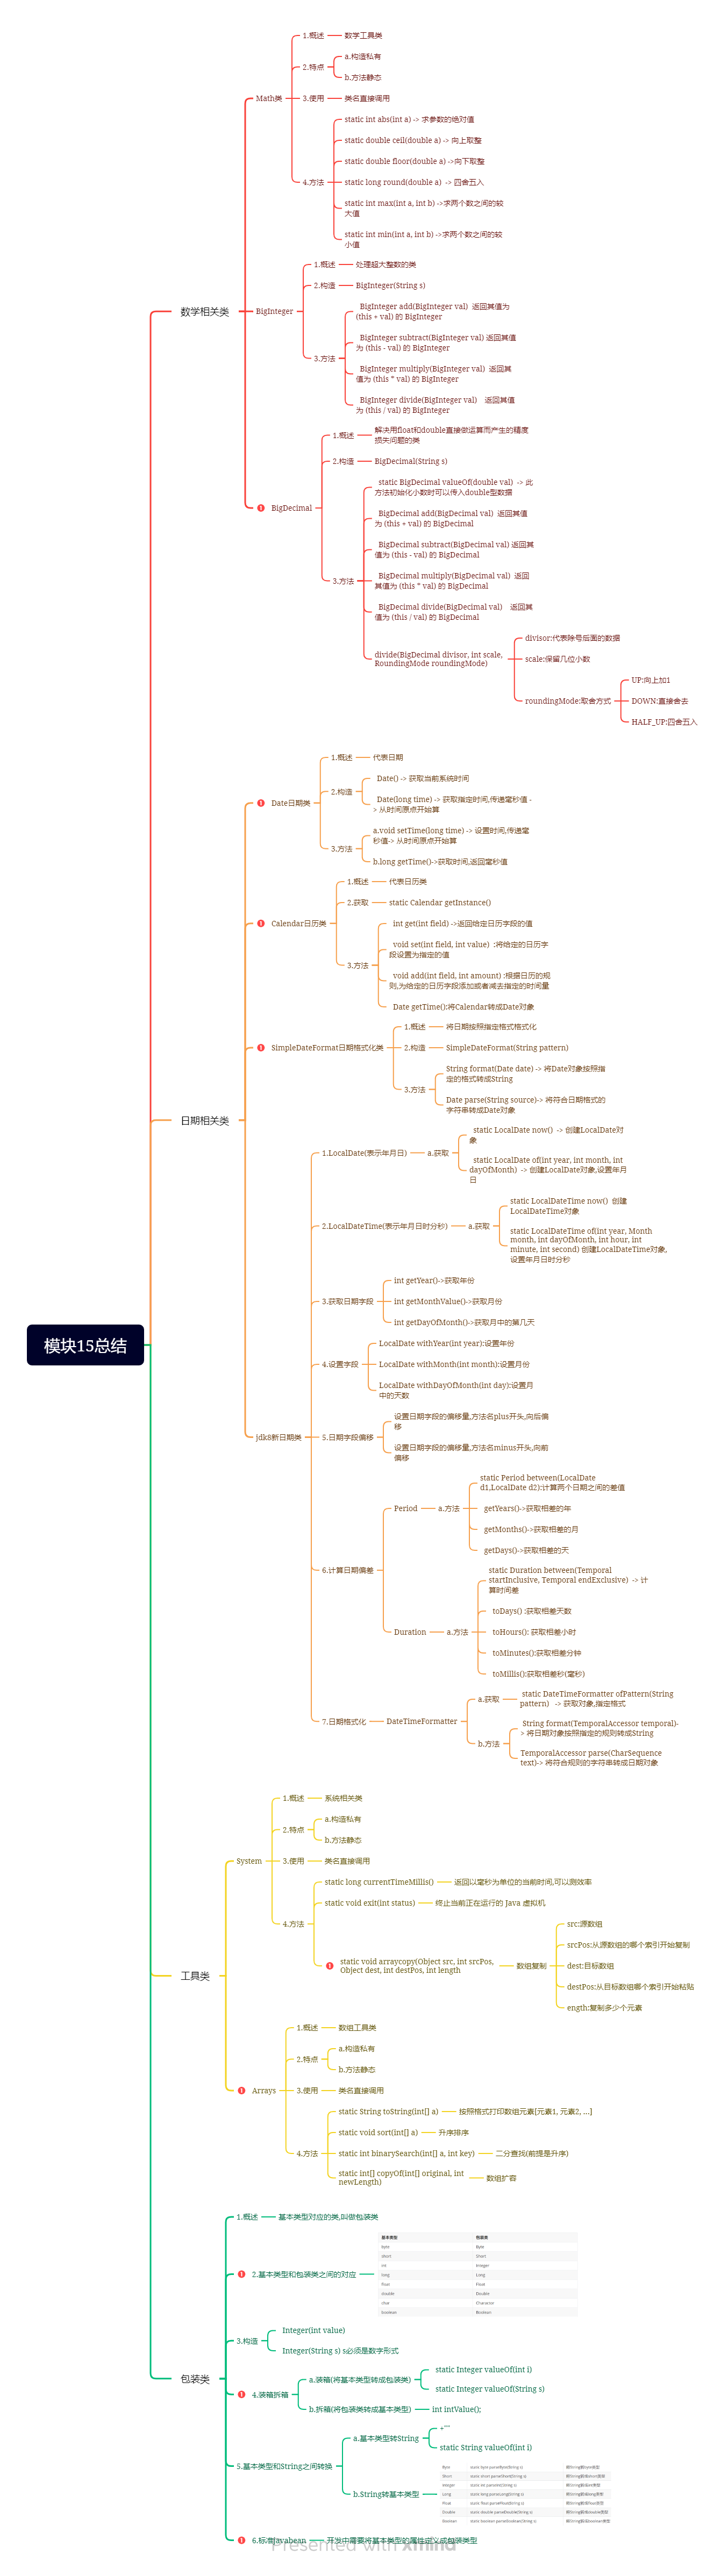 模块15总结
数学相关类
Math类
1.概述
数学工具类
2.特点
a.构造私有
b.方法静态
3.使用
类名直接调用
4.方法
static int abs(int a) -> 求参数的绝对值
static double ceil(double a) -> 向上取整
static double floor(double a) ->向下取整
static long round(double a)  -> 四舍五入
static int max(int a, int b) ->求两个数之间的较
大值
static int min(int a, int b) ->求两个数之间的较
小值
BigInteger
1.概述
处理超大整数的类
2.构造
BigInteger(String s)
3.方法
BigInteger add(BigInteger val)  返回其值为
(this + val) 的 BigInteger
BigInteger subtract(BigInteger val) 返回其值
为 (this - val) 的 BigInteger
BigInteger multiply(BigInteger val)  返回其
值为 (this * val) 的 BigInteger
BigInteger divide(BigInteger val)    返回其值
为 (this / val) 的 BigInteger
BigDecimal
1.概述
解决用float和double直接做运算而产生的精度
损失问题的类
2.构造
BigDecimal(String s)
3.方法
static BigDecimal valueOf(double val)  -> 此
方法初始化小数时可以传入double型数据
BigDecimal add(BigDecimal val)  返回其值
为 (this + val) 的 BigDecimal
BigDecimal subtract(BigDecimal val) 返回其
值为 (this - val) 的 BigDecimal
BigDecimal multiply(BigDecimal val)  返回
其值为 (this * val) 的 BigDecimal
BigDecimal divide(BigDecimal val)    返回其
值为 (this / val) 的 BigDecimal
divide(BigDecimal divisor, int scale,
RoundingMode roundingMode)
divisor:代表除号后面的数据
scale:保留几位小数
roundingMode:取舍方式
UP:向上加1
DOWN:直接舍去
HALF_UP:四舍五入
日期相关类
Date日期类
1.概述
代表日期
2.构造
Date() -> 获取当前系统时间
Date(long time) -> 获取指定时间,传递毫秒值 -
> 从时间原点开始算
3.方法
a.void setTime(long time) -> 设置时间,传递毫
秒值-> 从时间原点开始算
b.long getTime()->获取时间,返回毫秒值
Calendar日历类
1.概述
代表日历类
2.获取
static Calendar getInstance()
3.方法
int get(int field) ->返回给定日历字段的值
void set(int field, int value)  :将给定的日历字
段设置为指定的值
void add(int field, int amount) :根据日历的规
则,为给定的日历字段添加或者减去指定的时间量
Date getTime():将Calendar转成Date对象
SimpleDateFormat日期格式化类
1.概述
将日期按照指定格式格式化
2.构造
SimpleDateFormat(String pattern)
3.方法
String format(Date date) -> 将Date对象按照指
定的格式转成String
Date parse(String source)-> 将符合日期格式的
字符串转成Date对象
jdk8新日期类
1.LocalDate(表示年月日)
a.获取
static LocalDate now()  -> 创建LocalDate对
象
static LocalDate of(int year, int month, int
dayOfMonth)  -> 创建LocalDate对象,设置年月
日
2.LocalDateTime(表示年月日时分秒)
a.获取
static LocalDateTime now()  创建
LocalDateTime对象
static LocalDateTime of(int year, Month
month, int dayOfMonth, int hour, int
minute, int second) 创建LocalDateTime对象,
设置年月日时分秒
3.获取日期字段
int getYear()->获取年份
int getMonthValue()->获取月份
int getDayOfMonth()->获取月中的第几天
4.设置字段
LocalDate withYear(int year):设置年份
LocalDate withMonth(int month):设置月份
LocalDate withDayOfMonth(int day):设置月
中的天数
5.日期字段偏移
设置日期字段的偏移量,方法名plus开头,向后偏
移
设置日期字段的偏移量,方法名minus开头,向前
偏移
6.计算日期偏差
Period
a.方法
static Period between(LocalDate
d1,LocalDate d2):计算两个日期之间的差值
getYears()->获取相差的年
getMonths()->获取相差的月
getDays()->获取相差的天
Duration
a.方法
static Duration between(Temporal
startInclusive, Temporal endExclusive)  -> 计
算时间差
toDays() :获取相差天数
toHours(): 获取相差小时
toMinutes():获取相差分钟
toMillis():获取相差秒(毫秒)
7.日期格式化
DateTimeFormatter
a.获取
static DateTimeFormatter ofPattern(String
pattern)   -> 获取对象,指定格式
b.方法
String format(TemporalAccessor temporal)-
> 将日期对象按照指定的规则转成String
TemporalAccessor parse(CharSequence
text)-> 将符合规则的字符串转成日期对象
工具类
System
1.概述
系统相关类
2.特点
a.构造私有
b.方法静态
3.使用
类名直接调用
4.方法
static long currentTimeMillis()
返回以毫秒为单位的当前时间,可以测效率
static void exit(int status)
终止当前正在运行的 Java 虚拟机
static void arraycopy(Object src, int srcPos,
Object dest, int destPos, int length
数组复制
src:源数组
srcPos:从源数组的哪个索引开始复制
dest:目标数组
destPos:从目标数组哪个索引开始粘贴
ength:复制多少个元素
Arrays
1.概述
数组工具类
2.特点
a.构造私有
b.方法静态
3.使用
类名直接调用
4.方法
static String toString(int[] a)
按照格式打印数组元素[元素1, 元素2, ...]
static void sort(int[] a)
升序排序
static int binarySearch(int[] a, int key)
二分查找(前提是升序)
static int[] copyOf(int[] original, int
newLength)
数组扩容
包装类
1.概述
基本类型对应的类,叫做包装类
2.基本类型和包装类之间的对应
基本类型 包装类
byte Byte
short Short
int Integer
long Long
float Float
double Double
char Character
boolean Boolean
3.构造
Integer(int value)
Integer(String s) s必须是数字形式
4.装箱拆箱
a.装箱(将基本类型转成包装类)
static Integer valueOf(int i)
static Integer valueOf(String s)
b.拆箱(将包装类转成基本类型)
int intValue();
5.基本类型和String之间转换
a.基本类型转String
+""
static String valueOf(int i)
b.String转基本类型
Byte static byte parseByte(String s)
Short static short parseShort(String s)
Integer static int parseInt(String s)
Long static long parseLong(String s)
Float static float parseFloat(String s)
Double static double parseDouble(String s)
Boolean static boolean parseBoolean(String s)
6.标准Javabean
开发中需要将基本类型的属性定义成包装类型
Presented with xmind